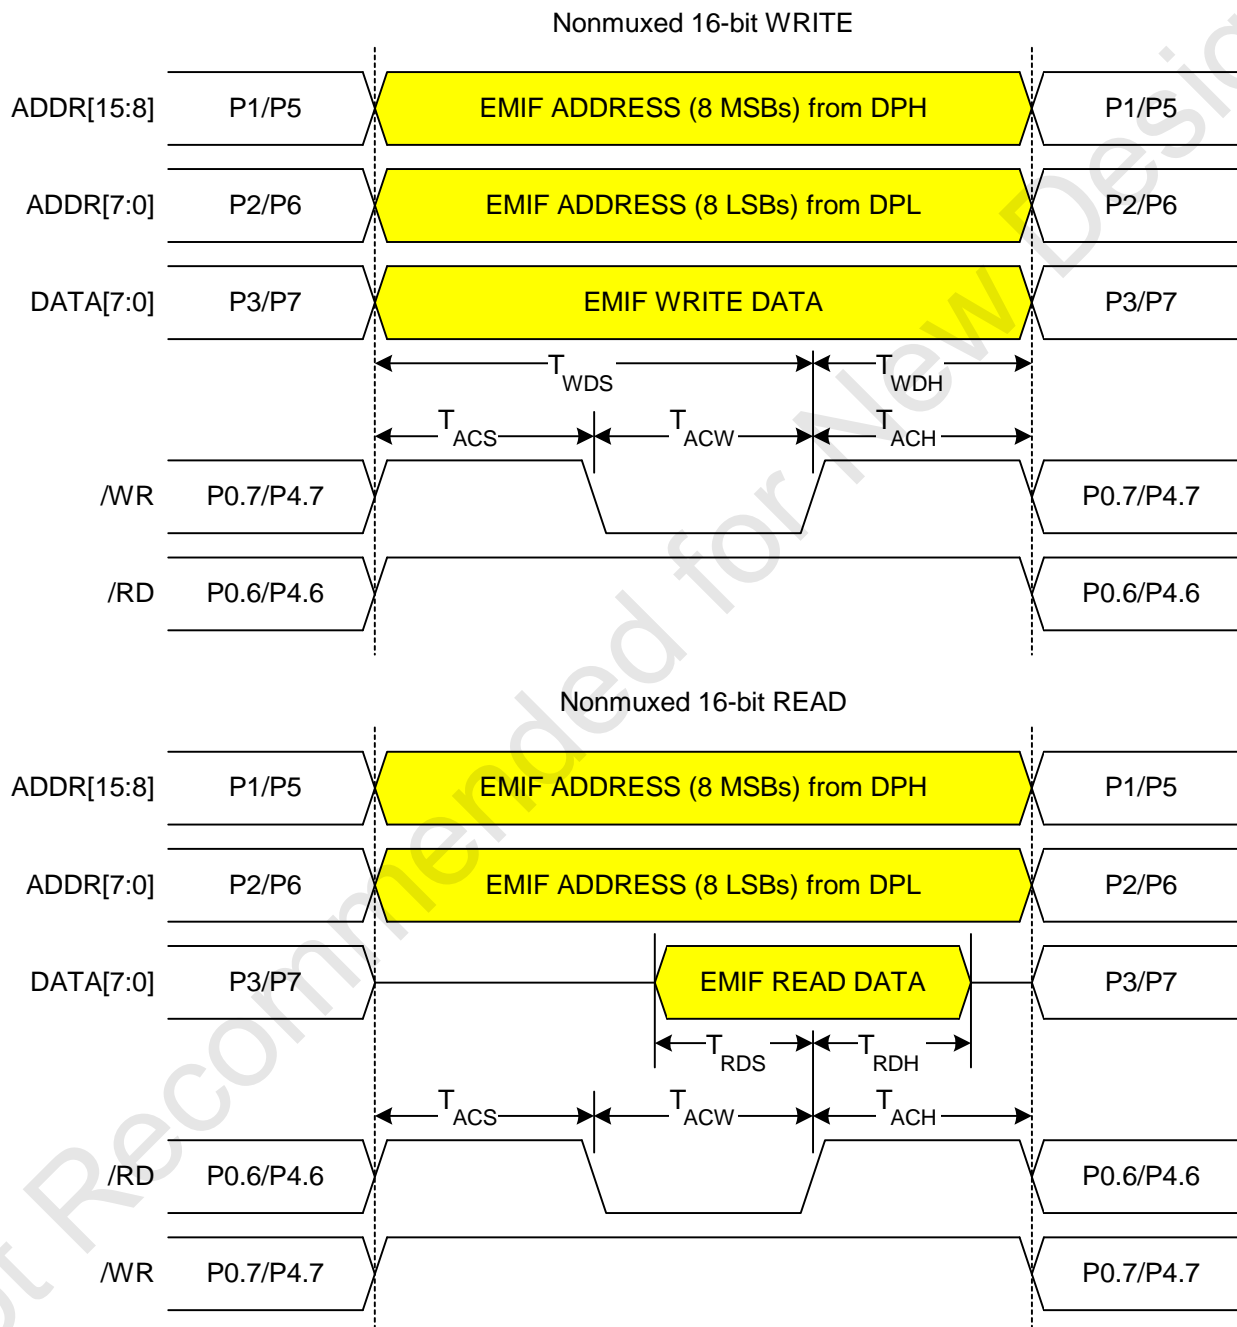 Nonmuxed 16-bit WRITE
ADDR[15:8] P1/P5 EMIF ADDRESS (8 MSBs) from DPH P1/P5
ADDR[7:0] P2/P6 EMIF ADDRESS (8 LSBs) from DPL P2/P6
DATA[7:0] P3/P7 EMIF WRITE DATA P3/P7
TWDS TWDH
TACS TACW TACH
/WR P0.7/P4.7 P0.7/P4.7
/RD P0.6/P4.6 P0.6/P4.6
Nonmuxed 16-bit READ
ADDR[15:8] P1/P5 EMIF ADDRESS (8 MSBs) from DPH P1/P5
ADDR[7:0] P2/P6 EMIF ADDRESS (8 LSBs) from DPL P2/P6
DATA[7:0] P3/P7 EMIF READ DATA P3/P7
TRDS TRDH
TACS TACW TACH
/RD P0.6/P4.6 P0.6/P4.6
/WR P0.7/P4.7 P0.7/P4.7
Recommended for New